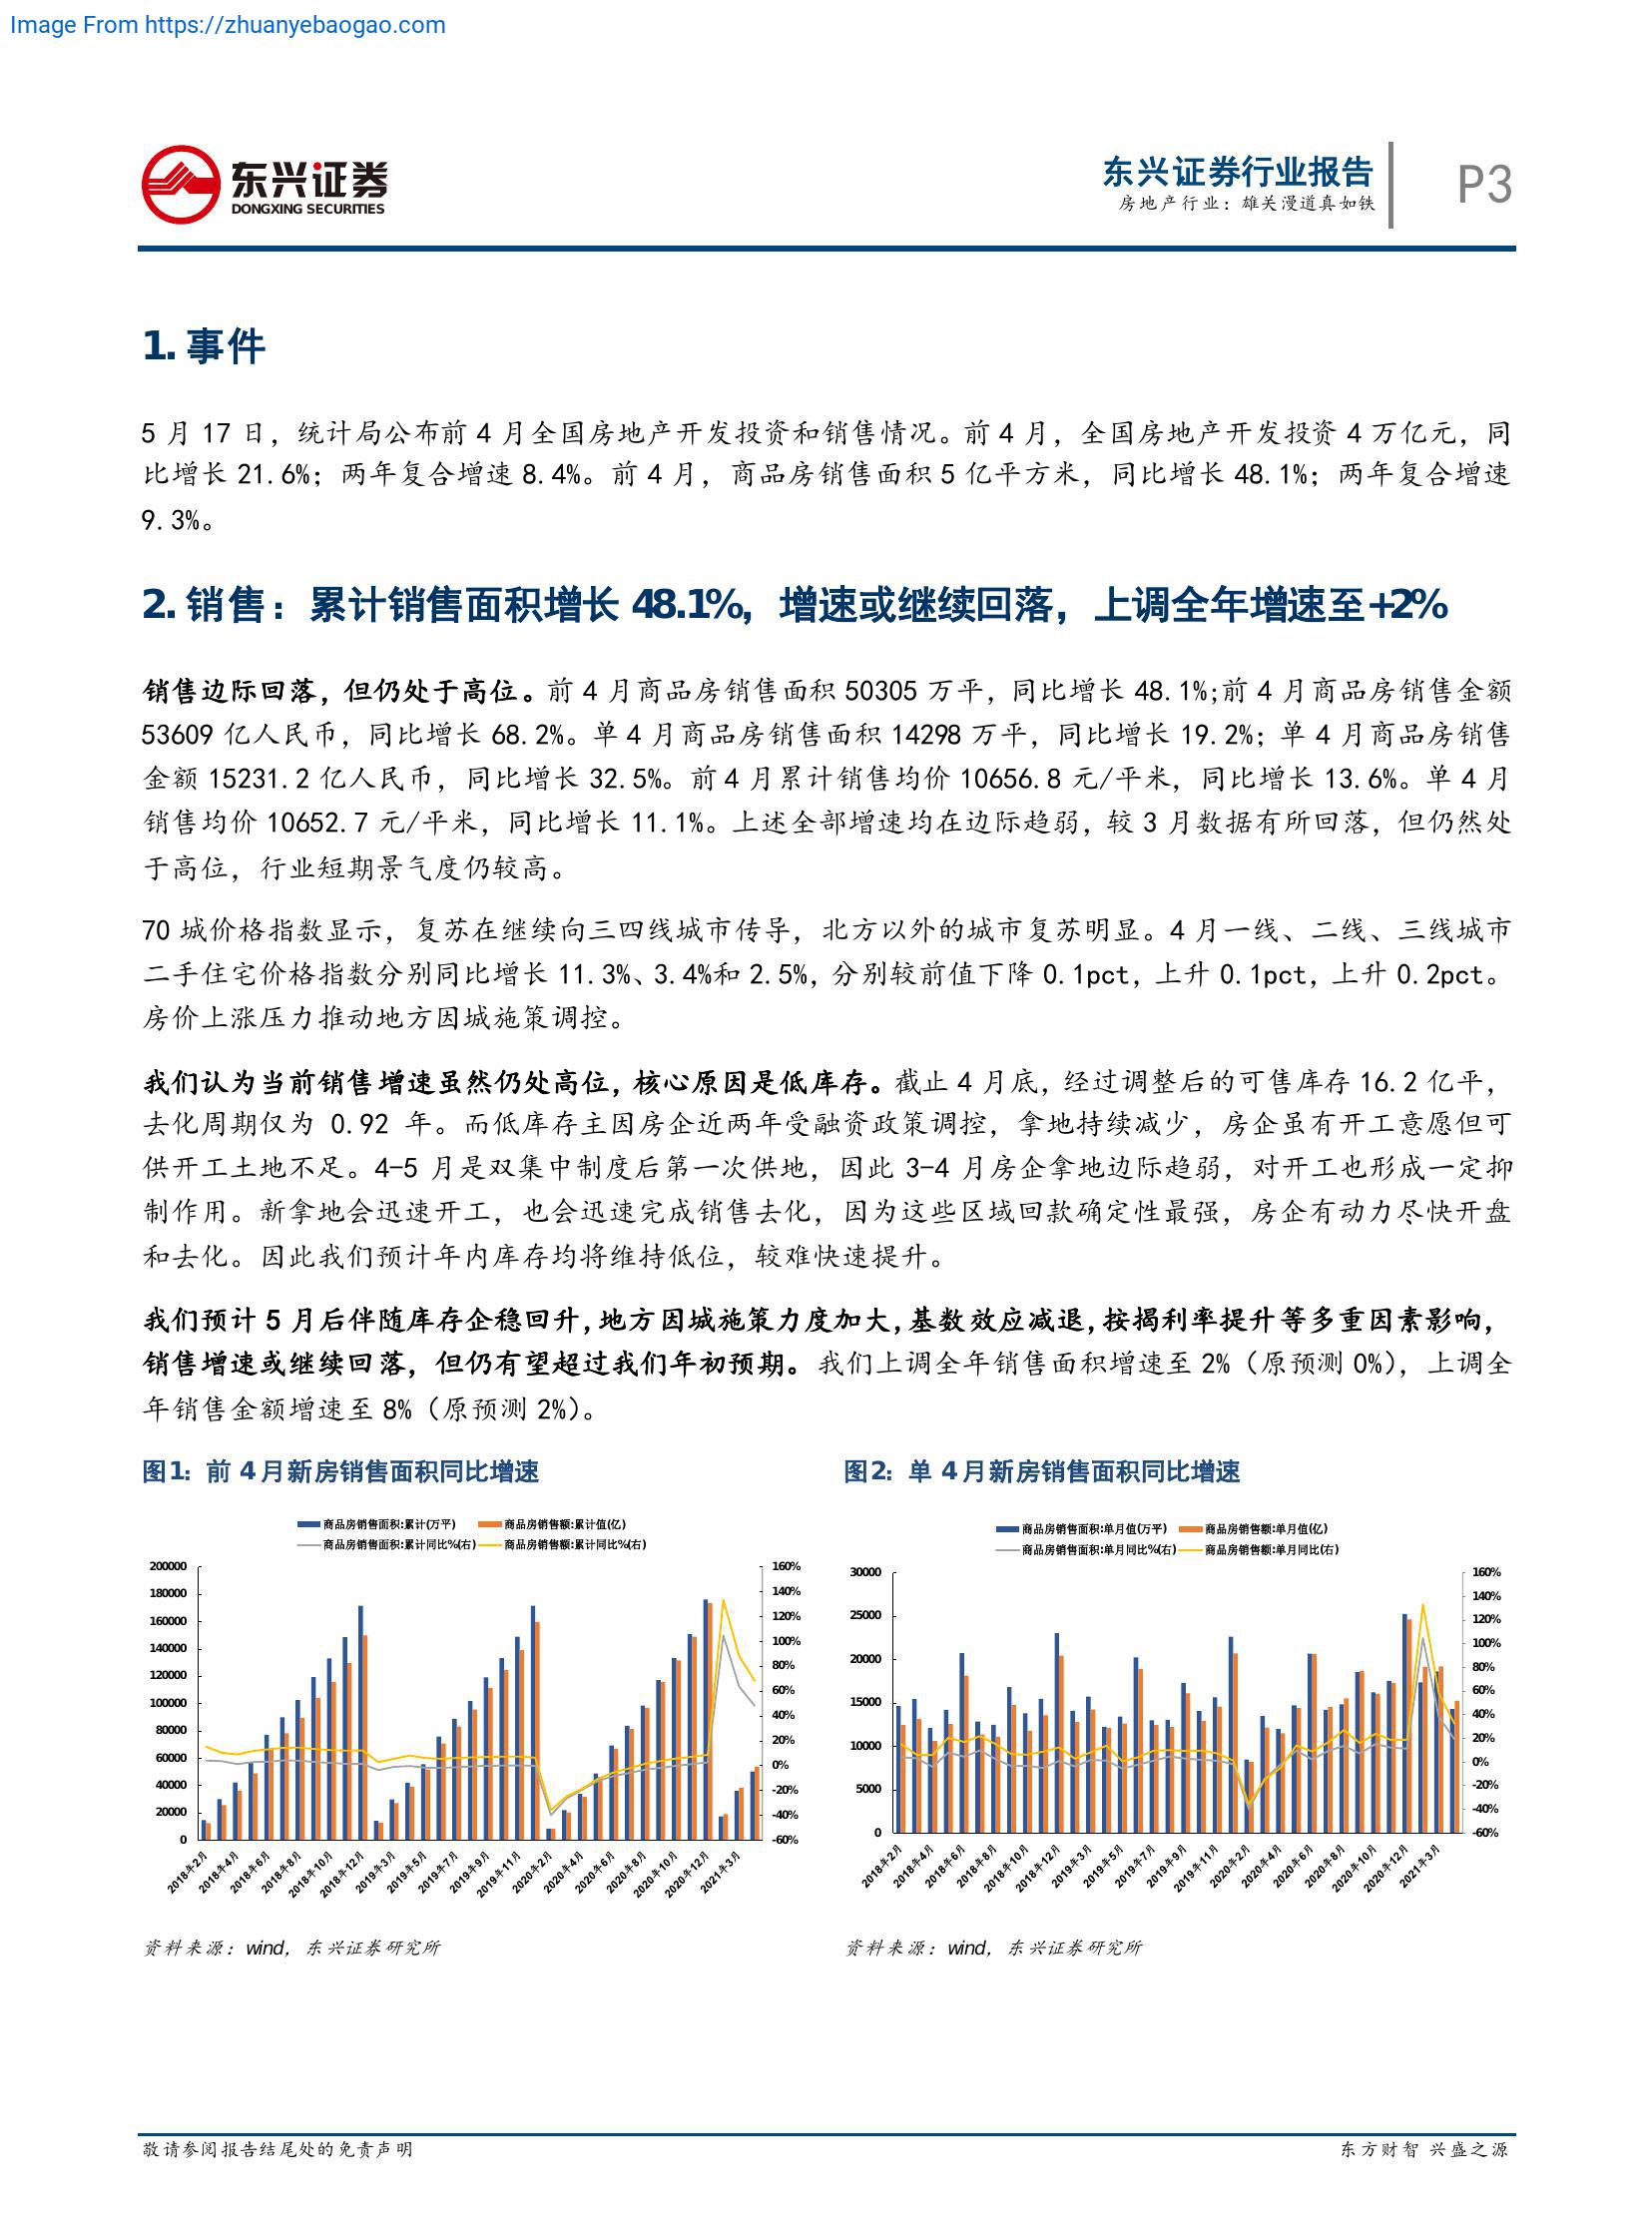 Image From https://zhuanyebaogao.com
东兴证券
DONGXING SECURITIES
东兴证券行业报告
房地产行业：雄关漫道真如铁
P3
1. 事件
5 月 17 日，统计局公布前 4 月全国房地产开发投资和销售情况。前 4 月，全国房地产开发投资 4 万亿元，同
比增长 21.6%；两年复合增速 8.4%。前 4 月，商品房销售面积 5 亿平方米，同比增长 48.1%；两年复合增速
9.3%。
2. 销售：累计销售面积增长 48.1%，增速或继续回落，上调全年增速至+2%
销售边际回落，但仍处于高位。前 4 月商品房销售面积 50305 万平，同比增长 48.1%;前 4 月商品房销售金额
53609 亿人民币，同比增长 68.2%。单 4 月商品房销售面积 14298 万平，同比增长 19.2%；单 4 月商品房销售
金额 15231.2 亿人民币，同比增长 32.5%。前 4 月累计销售均价 10656.8 元/平米，同比增长 13.6%。单 4 月
销售均价 10652.7 元/平米，同比增长 11.1%。上述全部增速均在边际趋弱，较 3 月数据有所回落，但仍然处
于高位，行业短期景气度仍较高。
70 城价格指数显示，复苏在继续向三四线城市传导，北方以外的城市复苏明显。4 月一线、二线、三线城市
二手住宅价格指数分别同比增长 11.3%、3.4%和 2.5%，分别较前值下降 0.1pct，上升 0.1pct，上升 0.2pct。
房价上涨压力推动地方因城施策调控。
我们认为当前销售增速虽然仍处高位，核心原因是低库存。截止 4 月底，经过调整后的可售库存 16.2 亿平，
去化周期仅为 0.92 年。而低库存主因房企近两年受融资政策调控，拿地持续减少，房企虽有开工意愿但可
供开工土地不足。4-5 月是双集中制度后第一次供地，因此 3-4 月房企拿地边际趋弱，对开工也形成一定抑
制作用。新拿地会迅速开工，也会迅速完成销售去化，因为这些区域回款确定性最强，房企有动力尽快开盘
和去化。因此我们预计年内库存均将维持低位，较难快速提升。
我们预计 5 月后伴随库存企稳回升，地方因城施策力度加大，基数效应减退，按揭利率提升等多重因素影响，
销售增速或继续回落，但仍有望超过我们年初预期。我们上调全年销售面积增速至 2%（原预测 0%），上调全
年销售金额增速至 8%（原预测 2%）。
图1：前 4 月新房销售面积同比增速
商品房销售面积:累计(万平) 商品房销售额:累计值(亿)
商品房销售面积:累计同比%(右) 商品房销售额:累计同比%(右)
200000 160%
180000 140%
160000 120%
140000 100%
120000 80%
100000 60%
80000 40%
60000 20%
40000 0%
20000 -20%
0 -40%
-60%
2018年2月 2018年4月 2018年6月 2018年8月 2018年10月 2018年12月 2019年3月 2019年5月 2019年7月 2019年9月 2019年11月 2020年2月 2020年4月 2020年6月 2020年8月 2020年10月 2020年12月 2021年3月
资料来源：wind，东兴证券研究所
图2：单 4 月新房销售面积同比增速
商品房销售面积:单月值(万平) 商品房销售额:单月值(亿)
商品房销售面积:单月同比%(右) 商品房销售额:单月同比(右)
30000 160%
25000 140%
20000 120%
15000 100%
10000 80%
5000 60%
0 40%
20%
0%
-20%
-40%
-60%
2018年2月 2018年4月 2018年6月 2018年8月 2018年10月 2018年12月 2019年3月 2019年5月 2019年7月 2019年9月 2019年11月 2020年2月 2020年4月 2020年6月 2020年8月 2020年10月 2020年12月 2021年3月
资料来源：wind，东兴证券研究所
敬请参阅报告结尾处的免责声明
东方财智 兴盛之源